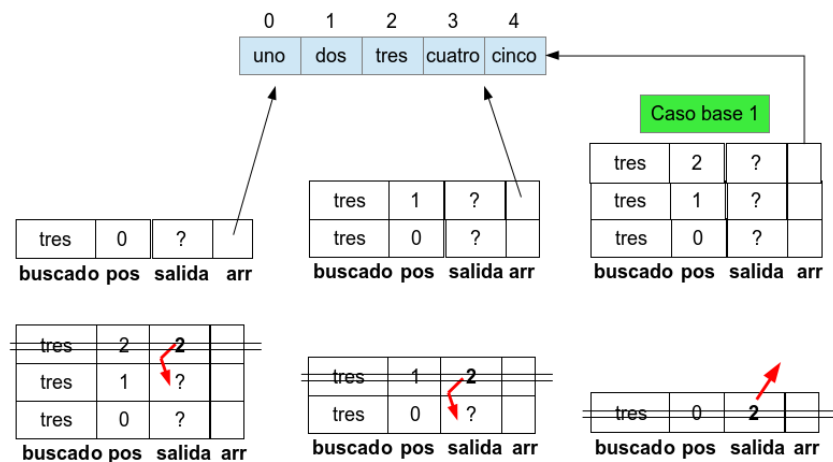 0 1 2 3 4
uno dos tres cuatro cinco
Caso base 1
tres 0 ?
buscado pos salida arr
tres 1 ?
tres 0 ?
buscado pos salida arr
tres 2 ?
tres 1 ?
tres 0 ?
buscado pos salida arr
tres 2 2
tres 1 ?
tres 0 ?
buscado pos salida arr
tres 1 2
tres 0 ?
buscado pos salida arr
tres 0 2
buscado pos salida arr